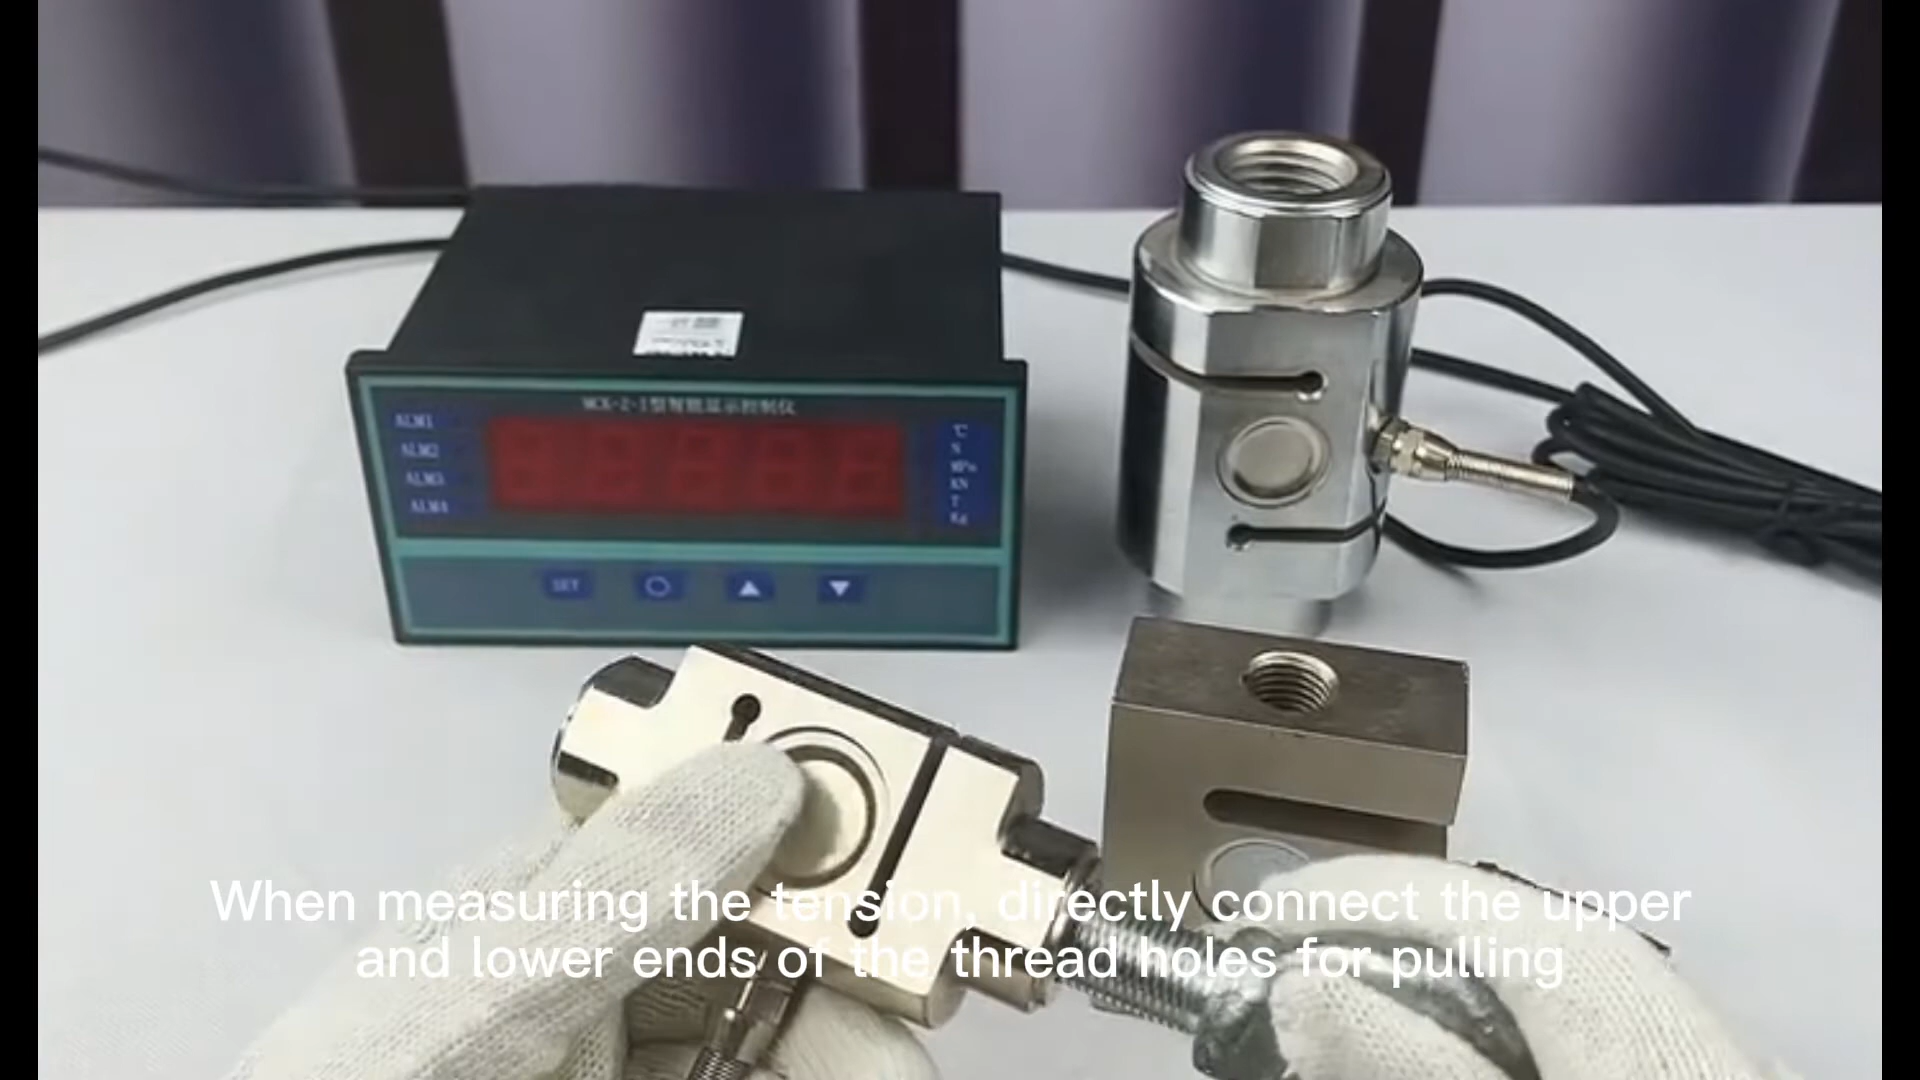 MCK-2-1型智能显示控制仪
ALM1
ALM2
ALM3
ALM4
℃
N
MPa
KN
T
Kg
SET
When measuring the tension, directly connect the upper
and lower ends of the thread holes for pulling